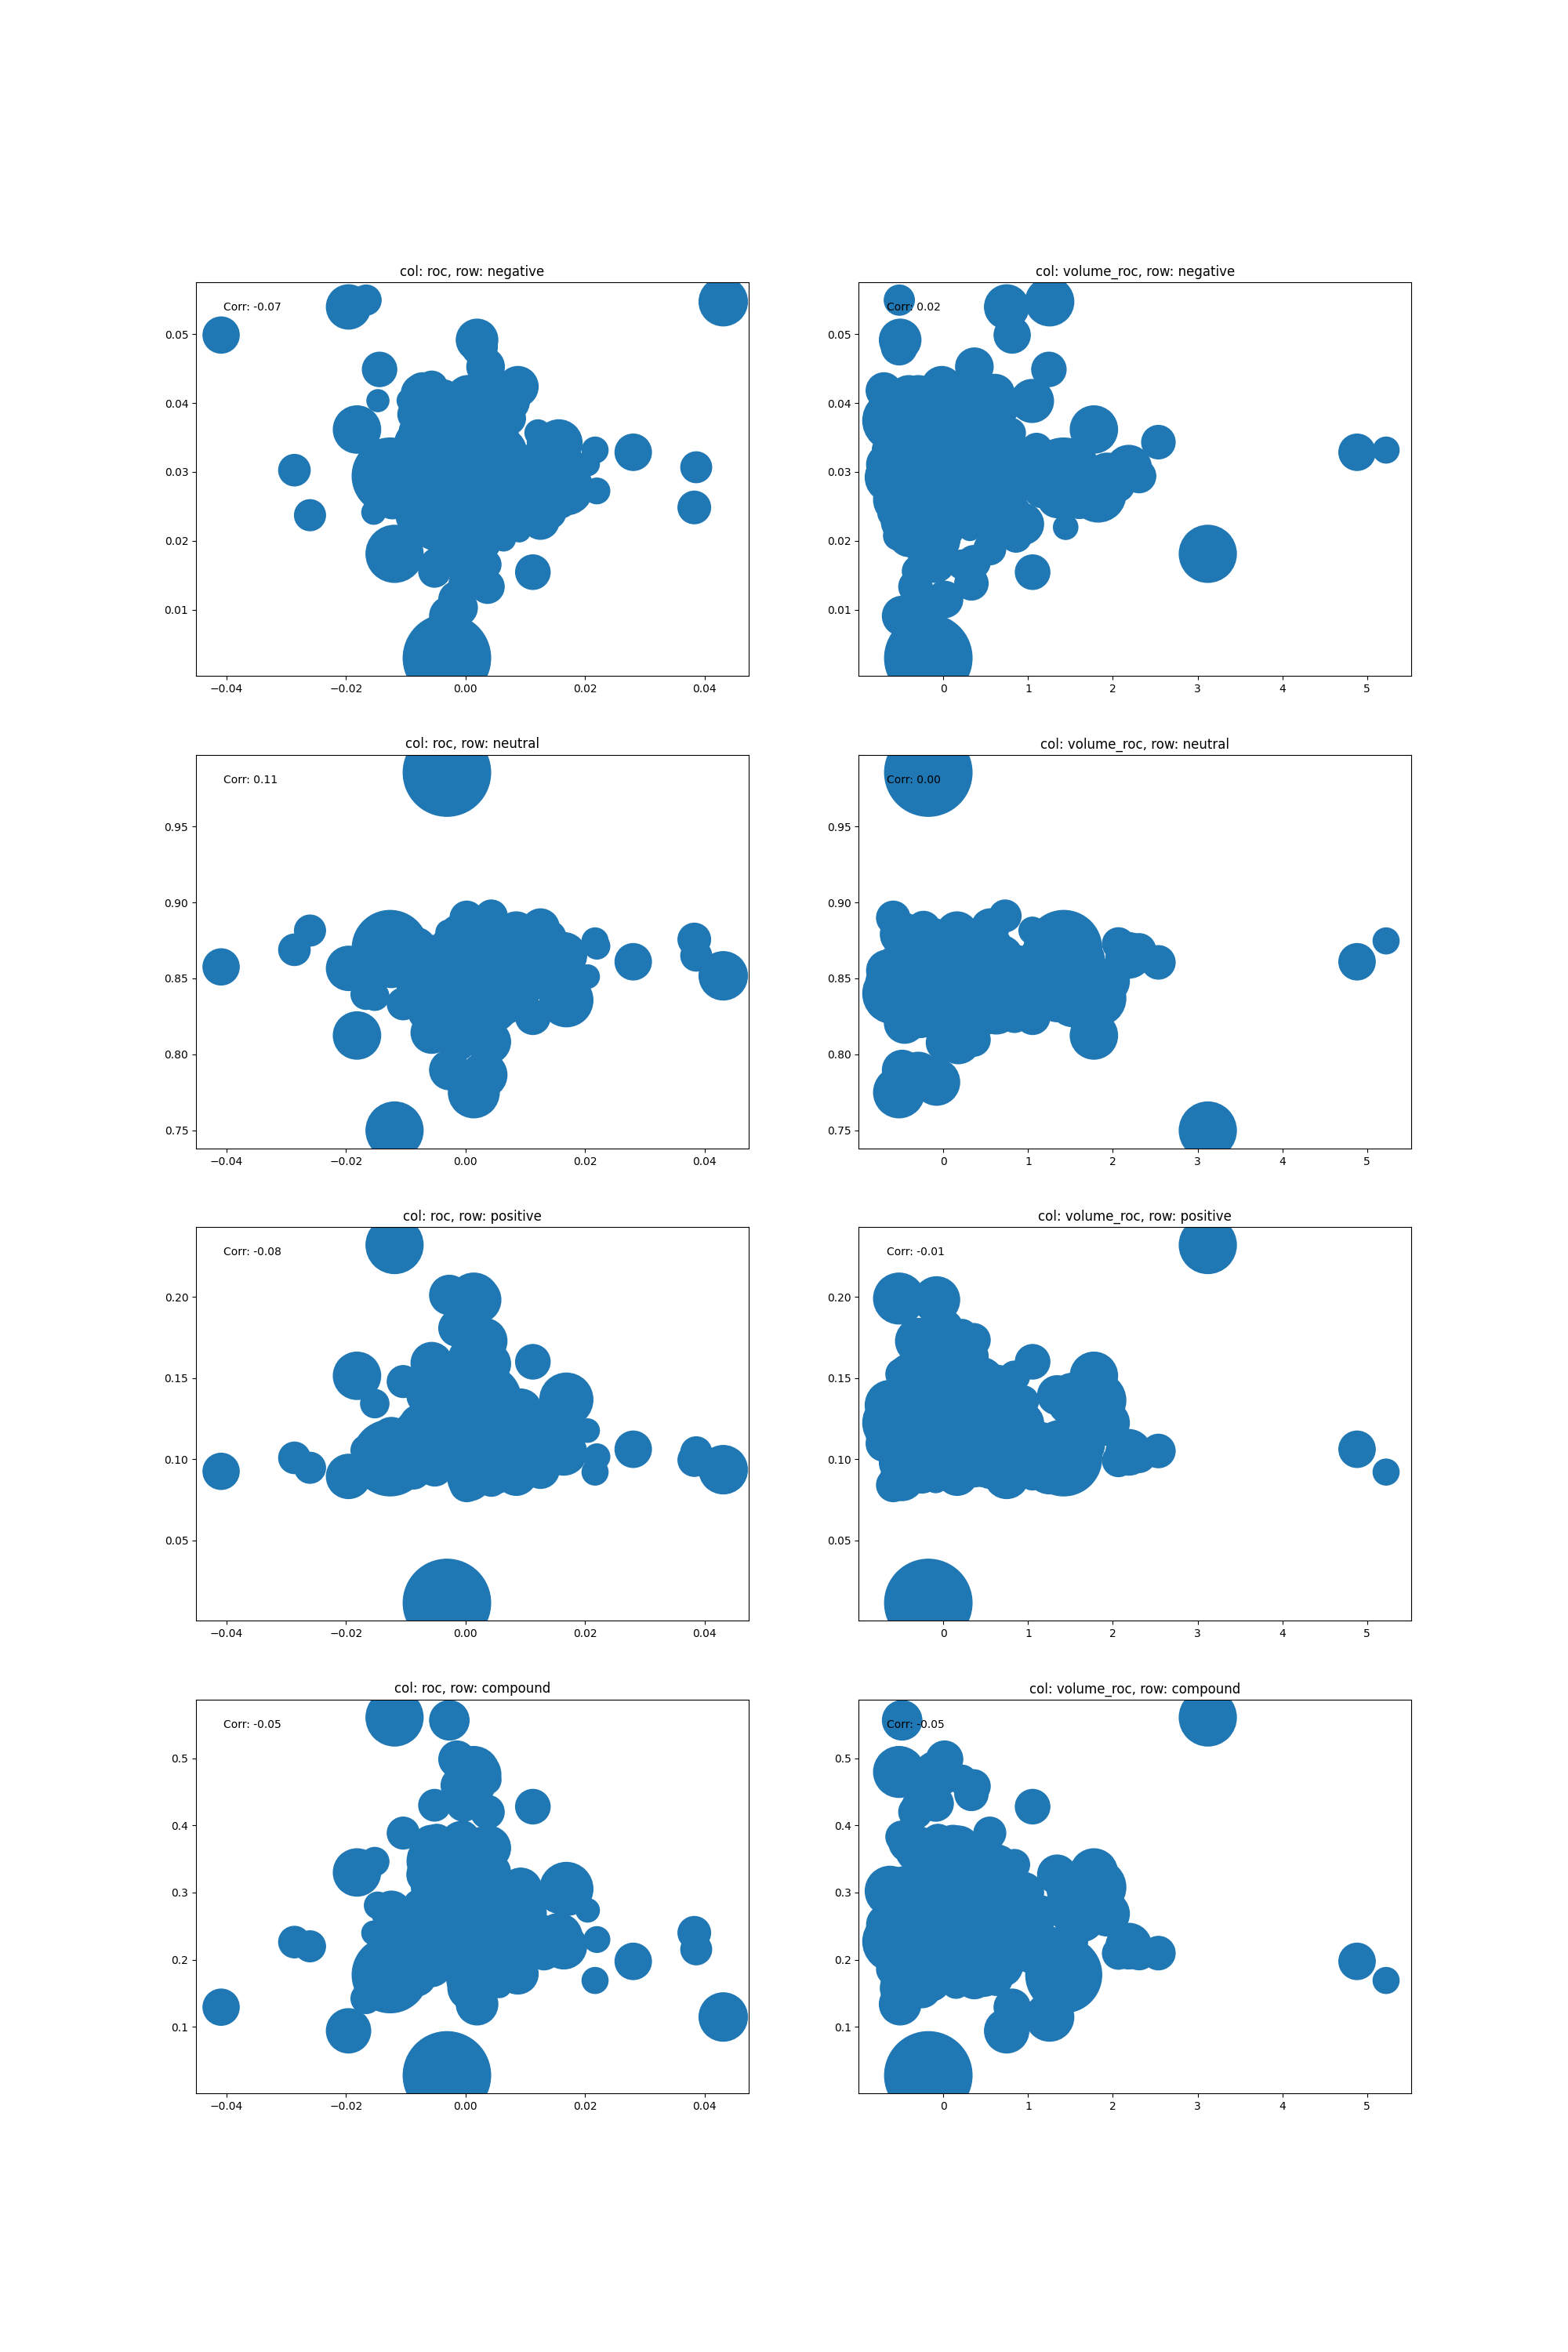 col: roc, row: negative
Corr: -0.07
0.05
0.04
0.03
0.02
0.01
−0.04 −0.02 0.00 0.02 0.04
col: volume_roc, row: negative
Corr: 0.02
0.05
0.04
0.03
0.02
0.01
0 1 2 3 4 5
col: roc, row: neutral
Corr: 0.11
0.95
0.90
0.85
0.80
0.75
−0.04 −0.02 0.00 0.02 0.04
col: volume_roc, row: neutral
Corr: 0.00
0.95
0.90
0.85
0.80
0.75
0 1 2 3 4 5
col: roc, row: positive
Corr: -0.08
0.20
0.15
0.10
0.05
−0.04 −0.02 0.00 0.02 0.04
col: volume_roc, row: positive
Corr: -0.01
0.20
0.15
0.10
0.05
0 1 2 3 4 5
col: roc, row: compound
Corr: -0.05
0.5
0.4
0.3
0.2
0.1
−0.04 −0.02 0.00 0.02 0.04
col: volume_roc, row: compound
Corr: -0.05
0.5
0.4
0.3
0.2
0.1
0 1 2 3 4 5